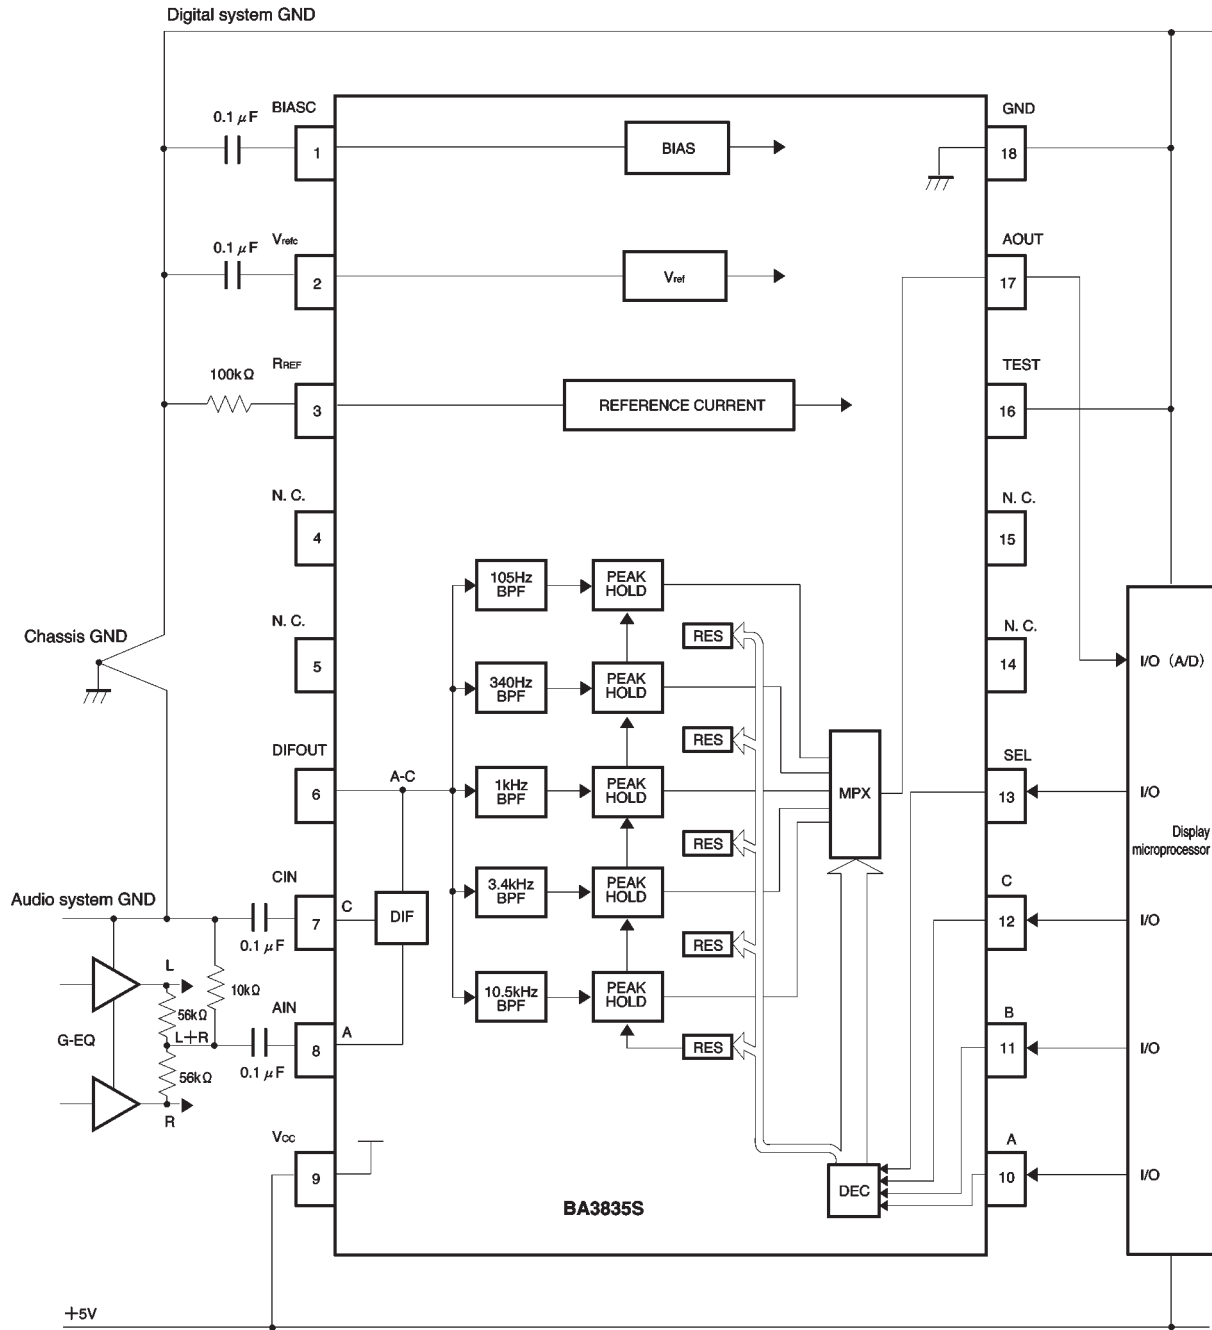 Digital system GND
BIASC
0.1 μF
1
BIAS
GND
18
Vrefc
0.1 μF
2
Vref
AOUT
17
RREF
100kΩ
3
REFERENCE CURRENT
TEST
16
N. C.
4
N. C.
15
105Hz
BPF
PEAK
HOLD
RES
N. C.
5
N. C.
14
Chassis GND
I/O (A/D)
340Hz
BPF
PEAK
HOLD
RES
DIFOUT
6
A-C
1kHz
BPF
PEAK
HOLD
MPX
SEL
13
I/O
Display
microprocessor
RES
CIN
7
C
DIF
3.4kHz
BPF
PEAK
HOLD
C
12
I/O
Audio system GND
0.1 μF
RES
L
10kΩ
56kΩ
L+R
G-EQ
56kΩ
R
AIN
8
A
0.1 μF
10.5kHz
BPF
PEAK
HOLD
RES
B
11
I/O
VCC
9
DEC
A
10
I/O
BA3835S
+5V